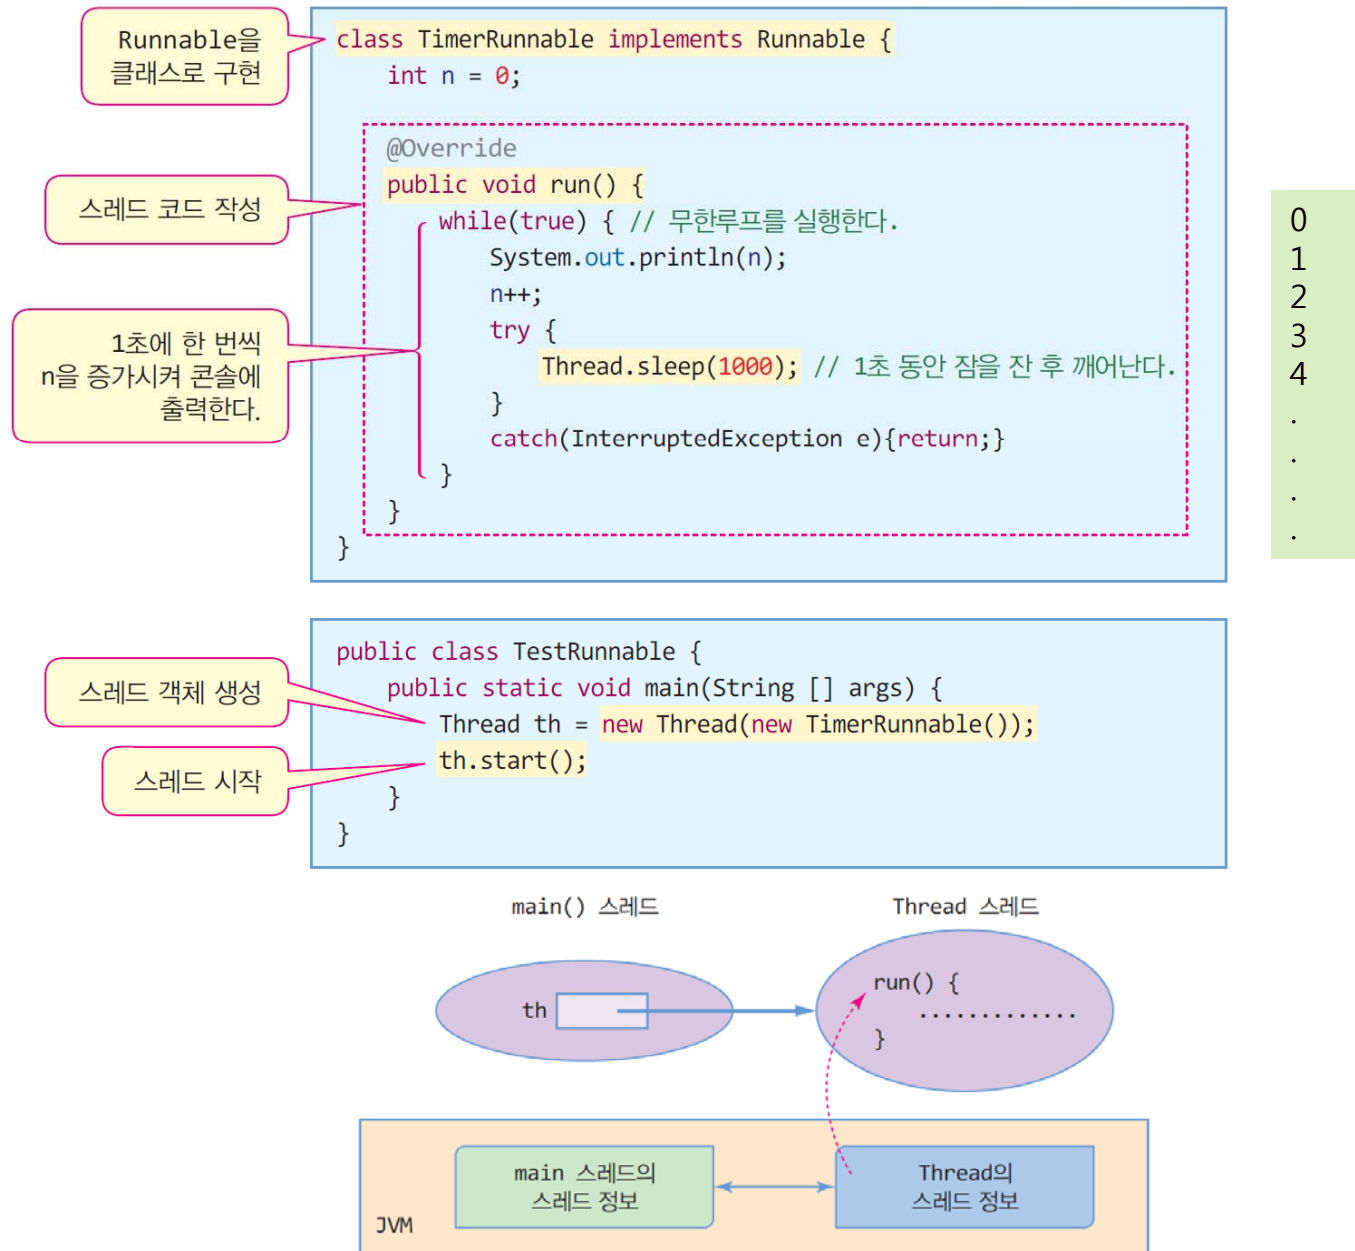 Runnable을
클래스로 구현
class TimerRunnable implements Runnable {
int n = 0;
@Override
스레드 코드 작성
public void run() {
while(true) { // 무한루프를 실행한다.
System.out.println(n);
n++;
1초에 한 번씩
n을 증가시켜 콘솔에
출력한다.
try {
Thread.sleep(1000); // 1초 동안 잠을 잔 후 깨어난다.
}
catch(InterruptedException e){return;}
}
}
}
0
1
2
3
4
.
.
.
.
public class TestRunnable {
스레드 객체 생성
public static void main(String [] args) {
Thread th = new Thread(new TimerRunnable());
스레드 시작
th.start();
}
}
main() 스레드
Thread 스레드
th
run() {
.............
}
main 스레드의
스레드 정보
Thread의
스레드 정보
JVM